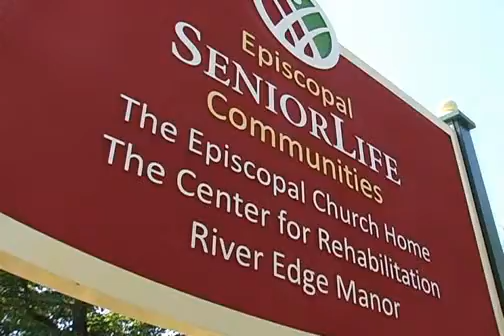 Episcopal
SENIORLIFE
Communities
The Episcopal Church Home
The Center for Rehabilitation
River Edge Manor